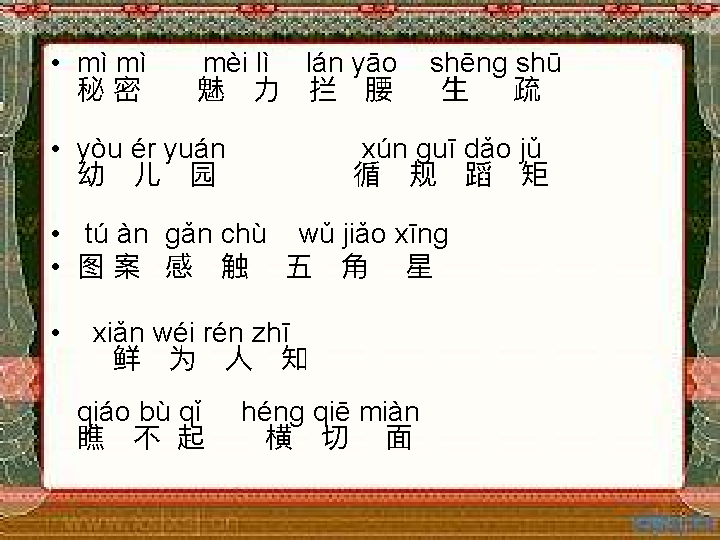 • mì mì mèi lì lán yāo shēng shū
秘 密 魅 力 拦 腰 生 疏
• yòu ér yuán xún guī dǎo jǔ
幼 儿 园 循 规 蹈 矩
• tú àn gǎn chù wǔ jiǎo xīng
• 图 案 感 触 五 角 星
• xiǎn wéi rén zhī
鲜 为 人 知
qiáo bù qǐ héng qiē miàn
瞧 不 起 横 切 面